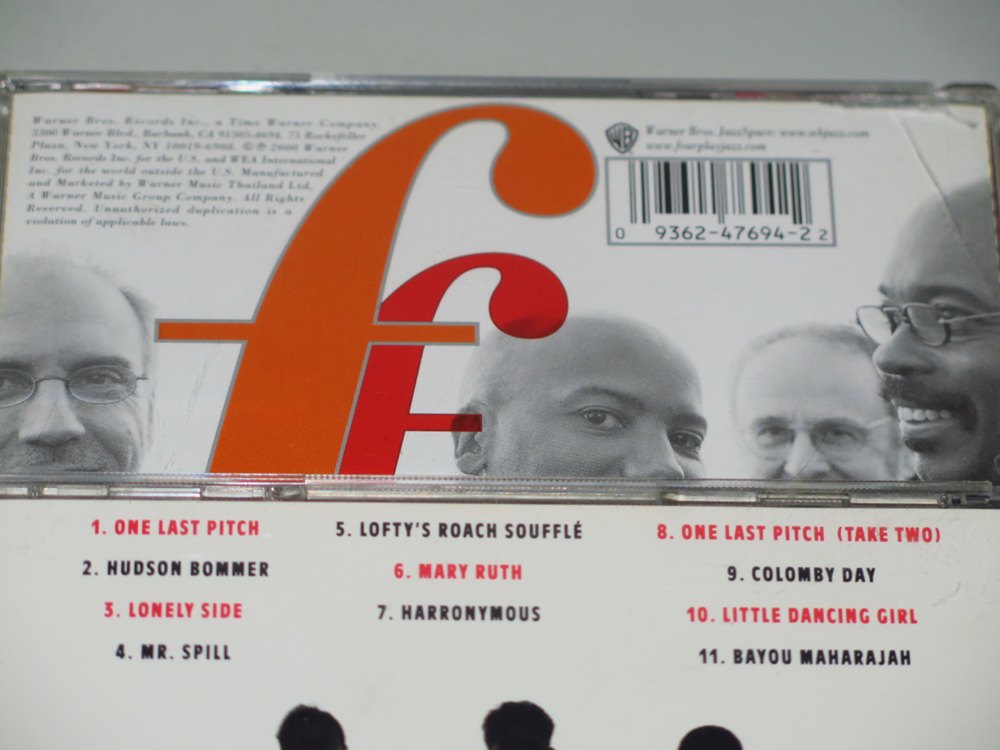 Warner Bros. Records Inc., a Time Warner Company.
3300 Warner Blvd., Burbank, CA 91505-4694. 75 Rockefeller
Plaza, New York, NY 10019-6908. © ℗ 2000 Warner
Bros. Records Inc. for the U.S. and WEA International
Inc. for the world outside the U.S. Manufactured
and Marketed by Warner Music Thailand Ltd.
A Warner Music Group Company. All Rights
Reserved. Unauthorized duplication is a
violation of applicable laws.
f
f
WB
Warner Bros. JazzSpace: www.wbjazz.com
www.fourplayjazz.com
0 9362-47694-2 2
1. ONE LAST PITCH
2. HUDSON BOMMER
3. LONELY SIDE
4. MR. SPILL
5. LOFTY'S ROACH SOUFFLÉ
6. MARY RUTH
7. HARRONYMOUS
8. ONE LAST PITCH (TAKE TWO)
9. COLOMBY DAY
10. LITTLE DANCING GIRL
11. BAYOU MAHARAJAH